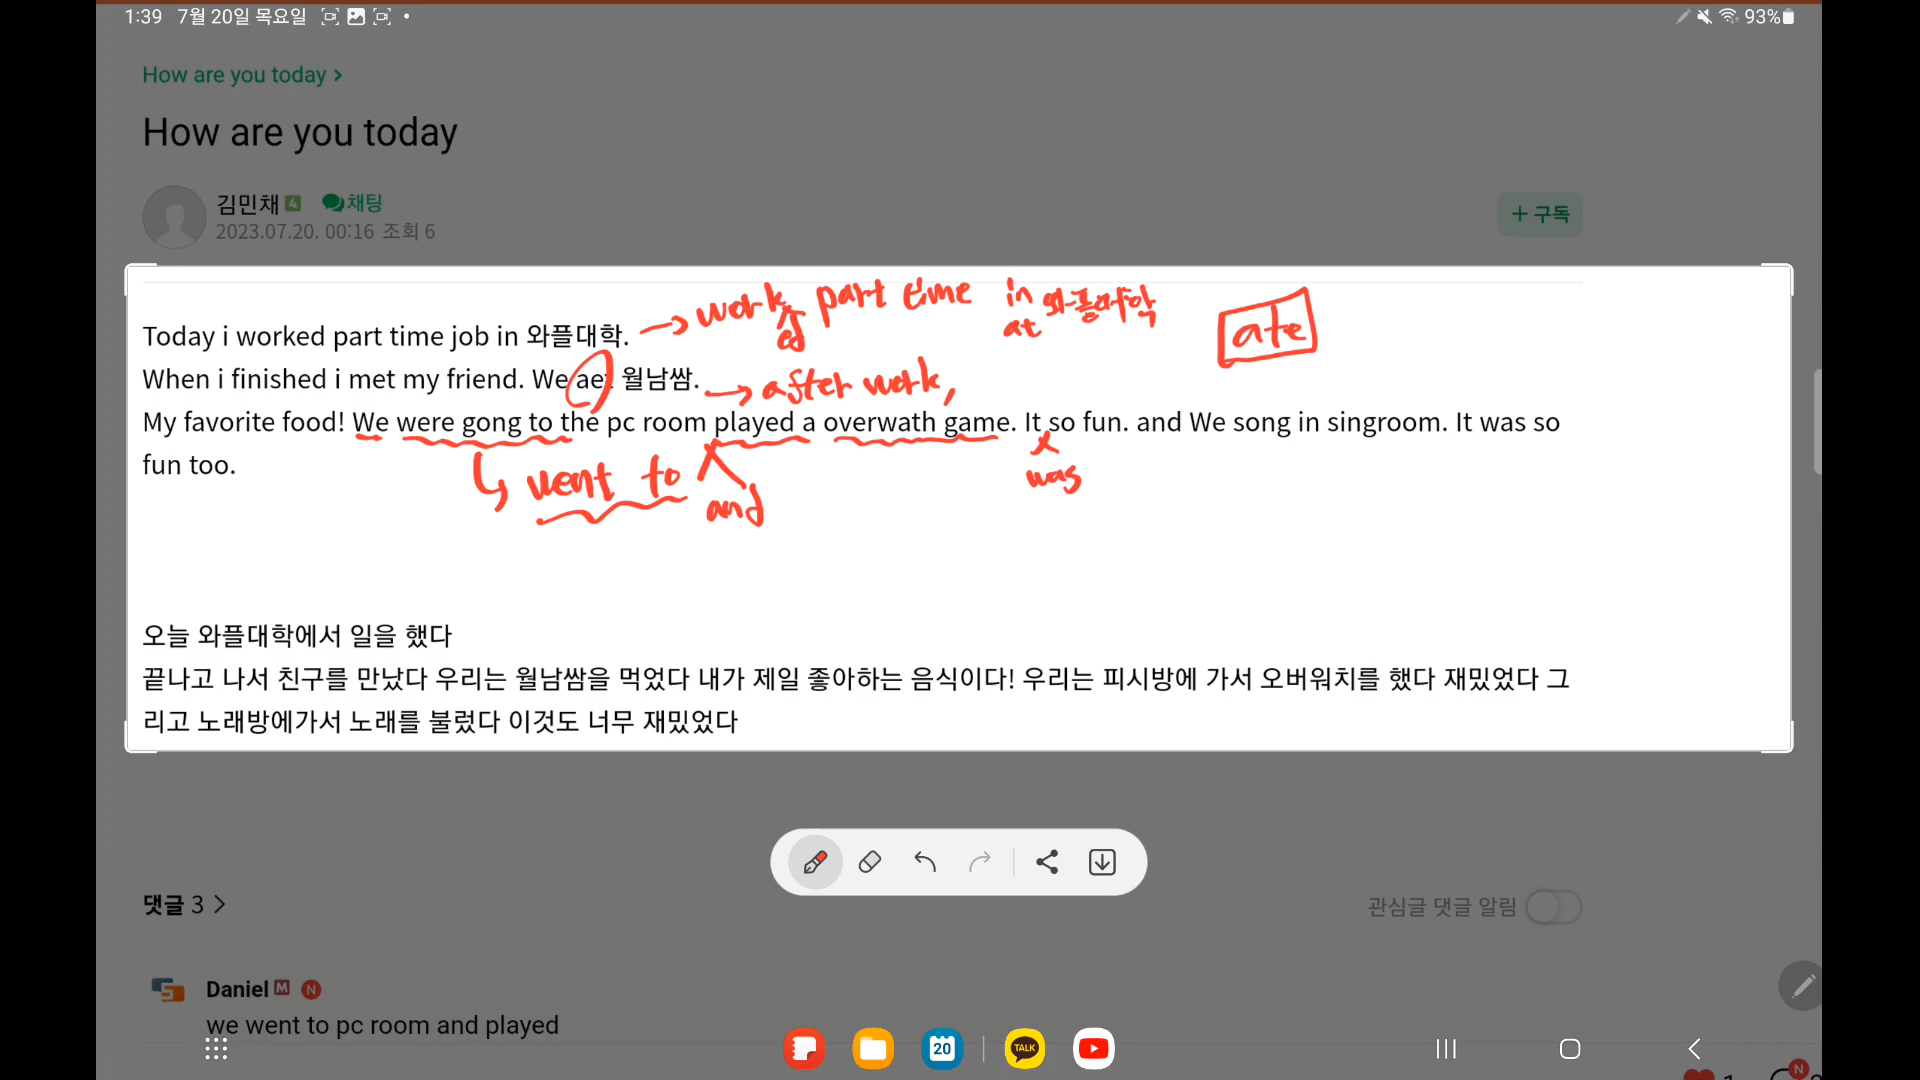 1:39 7월 20일 목요일 93%
How are you today >
How are you today
김민채 4 채팅
2023.07.20. 00:16 조회 6
+ 구독
work part time in 와플대학
ed at
ate
Today i worked part time job in 와플대학.
When i finished i met my friend. We aet 월남쌈.
after work,
My favorite food! We were gong to the pc room played a overwath game. It so fun. and We song in singroom. It was so
fun too.
went to
and
was
오늘 와플대학에서 일을 했다
끝나고 나서 친구를 만났다 우리는 월남쌈을 먹었다 내가 제일 좋아하는 음식이다! 우리는 피시방에 가서 오버워치를 했다 재밌었다 그
리고 노래방에가서 노래를 불렀다 이것도 너무 재밌었다
댓글 3 >
관심글 댓글 알림
Daniel M N
we went to pc room and played
20
TALK
N